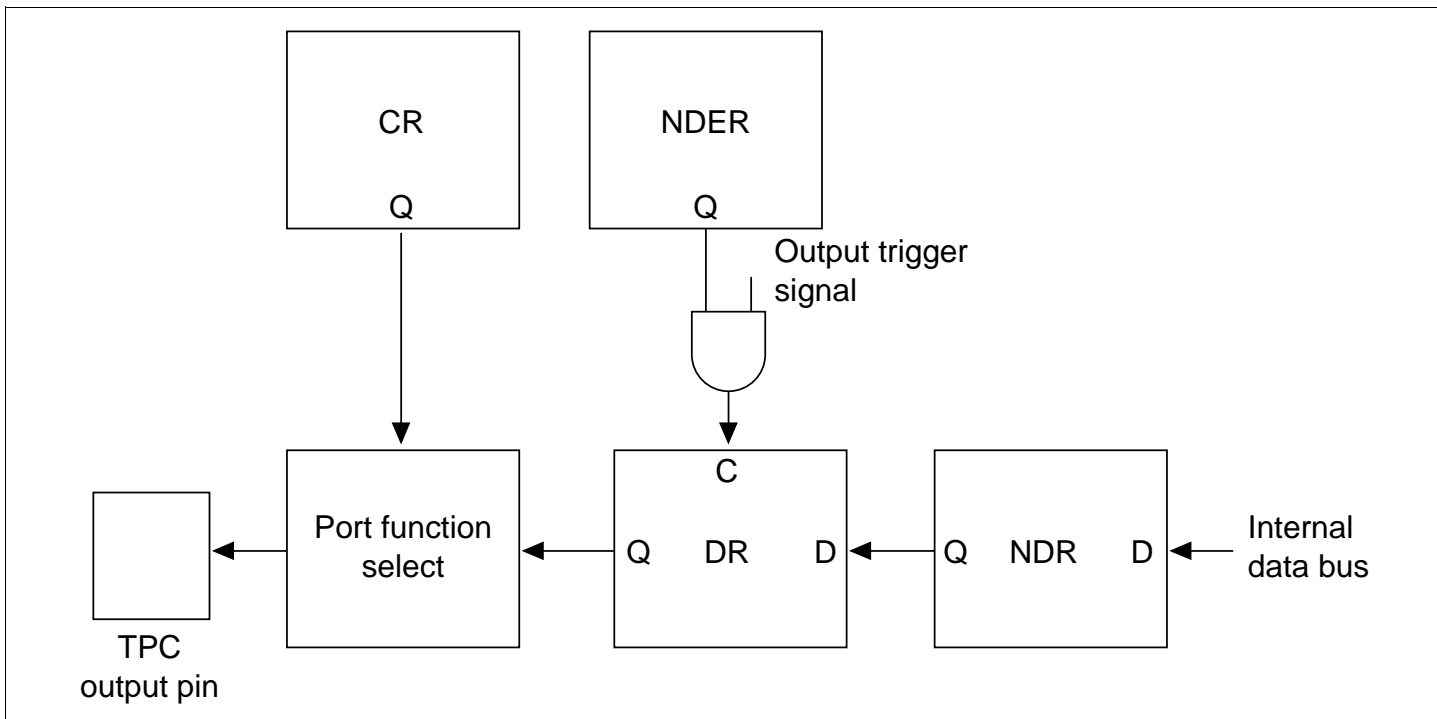 CR
Q
NDER
Q
Output trigger
signal
C
Port function
select
Q
DR
D
Q
NDR
D
Internal
data bus
TPC
output pin